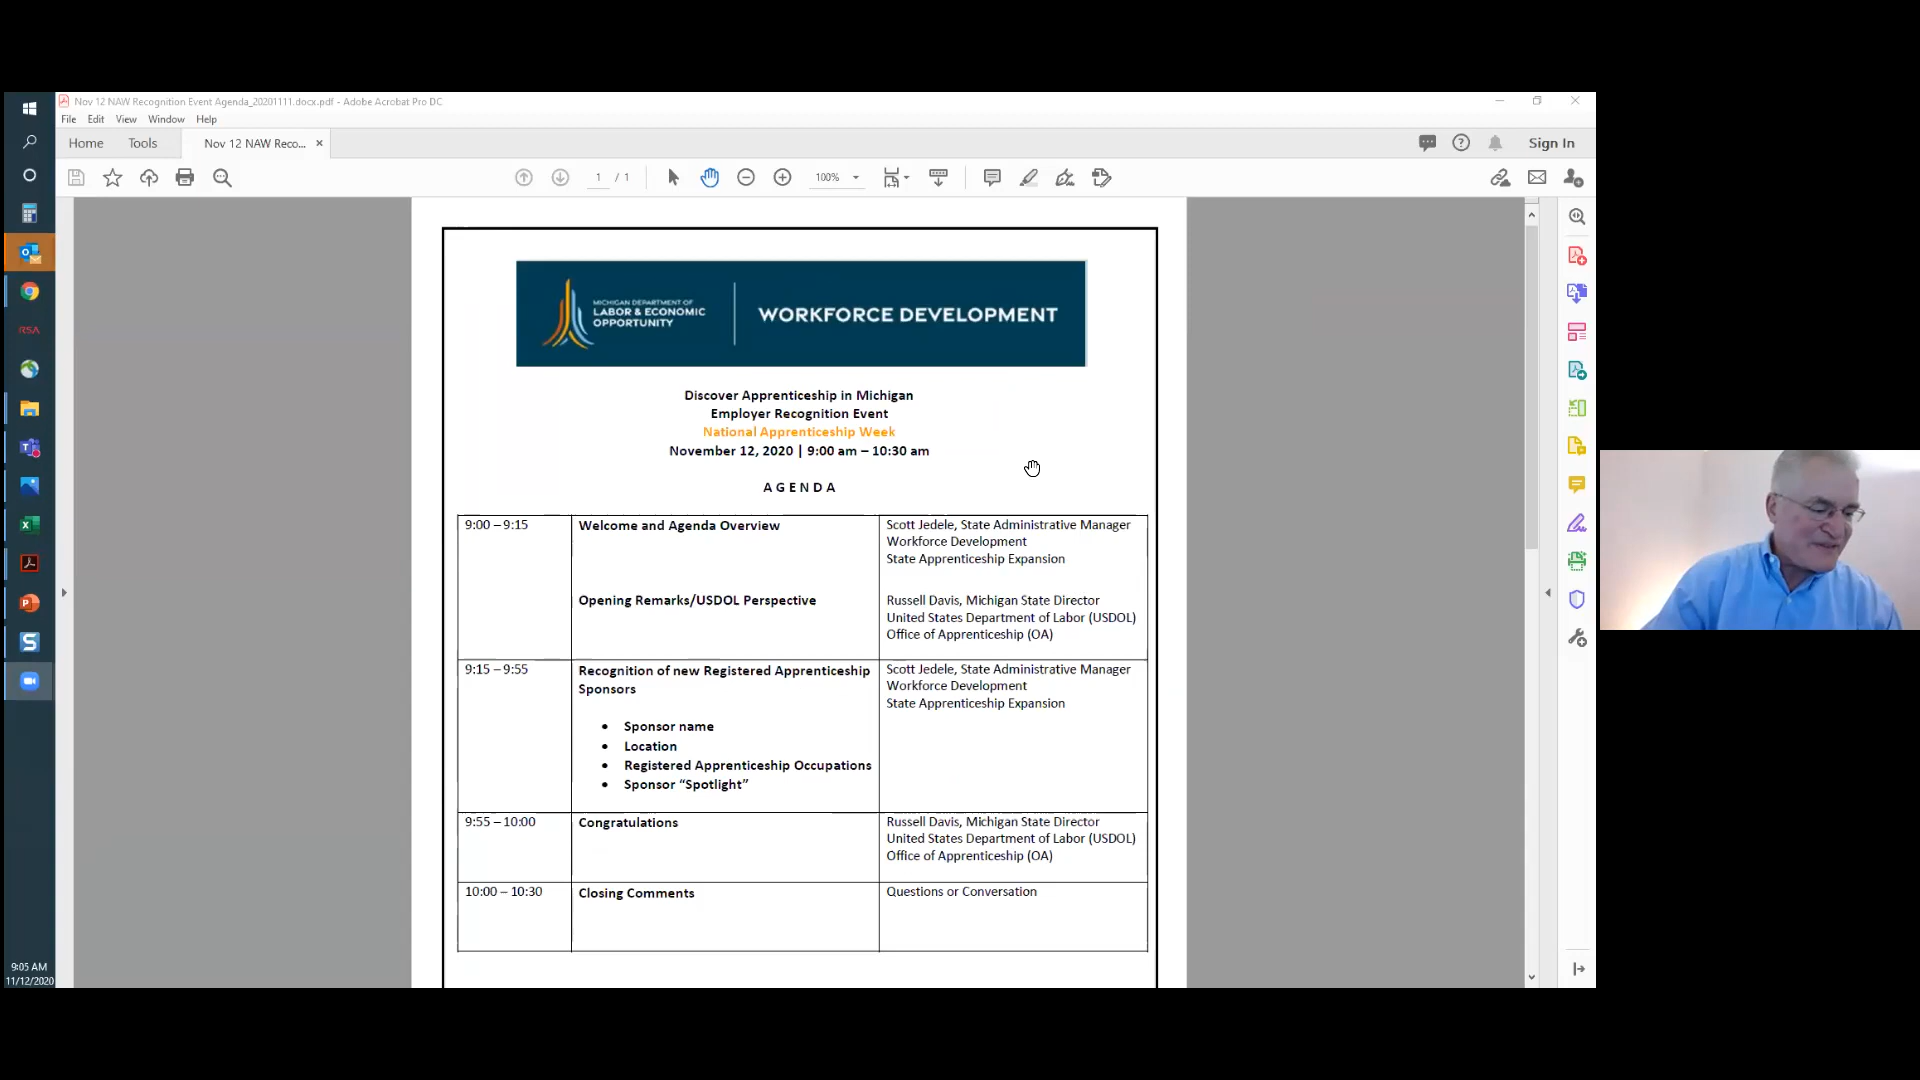 Nov 12 NAW Recognition Event Agenda_20201111.docx.pdf - Adobe Acrobat Pro DC
File Edit View Window Help
Home Tools Nov 12 NAW Reco... × Sign In
1 / 1 100%
RSA
MICHIGAN DEPARTMENT OF
LABOR & ECONOMIC
OPPORTUNITY
WORKFORCE DEVELOPMENT
Discover Apprenticeship in Michigan
Employer Recognition Event
National Apprenticeship Week
November 12, 2020 | 9:00 am – 10:30 am
A G E N D A
9:00 – 9:15
Welcome and Agenda Overview
Scott Jedele, State Administrative Manager
Workforce Development
State Apprenticeship Expansion
Opening Remarks/USDOL Perspective
Russell Davis, Michigan State Director
United States Department of Labor (USDOL)
Office of Apprenticeship (OA)
9:15 – 9:55
Recognition of new Registered Apprenticeship
Sponsors
• Sponsor name
• Location
• Registered Apprenticeship Occupations
• Sponsor “Spotlight”
Scott Jedele, State Administrative Manager
Workforce Development
State Apprenticeship Expansion
9:55 – 10:00
Congratulations
Russell Davis, Michigan State Director
United States Department of Labor (USDOL)
Office of Apprenticeship (OA)
10:00 – 10:30
Closing Comments
Questions or Conversation
9:05 AM
11/12/2020